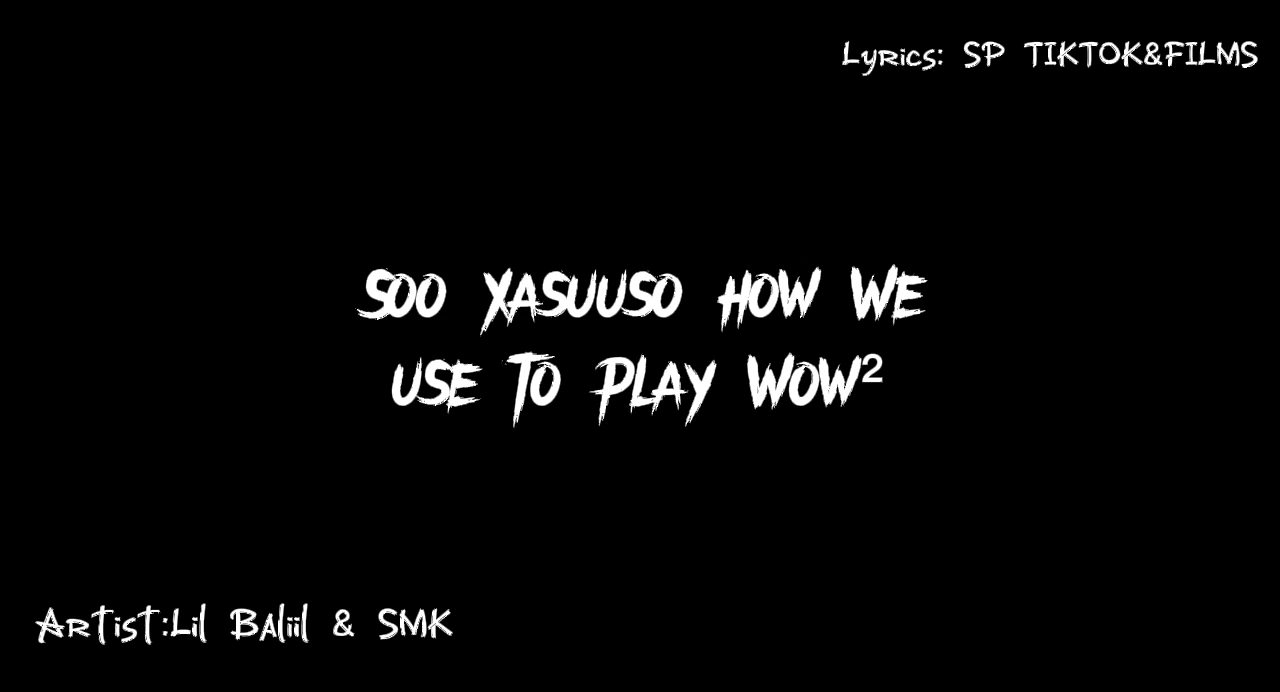 Lyrics: SP TIKTOK&FILMS
SOO XASUUSO HOW WE
USE TO PLAY WOW²
Artist:Lil Baliil & SMK